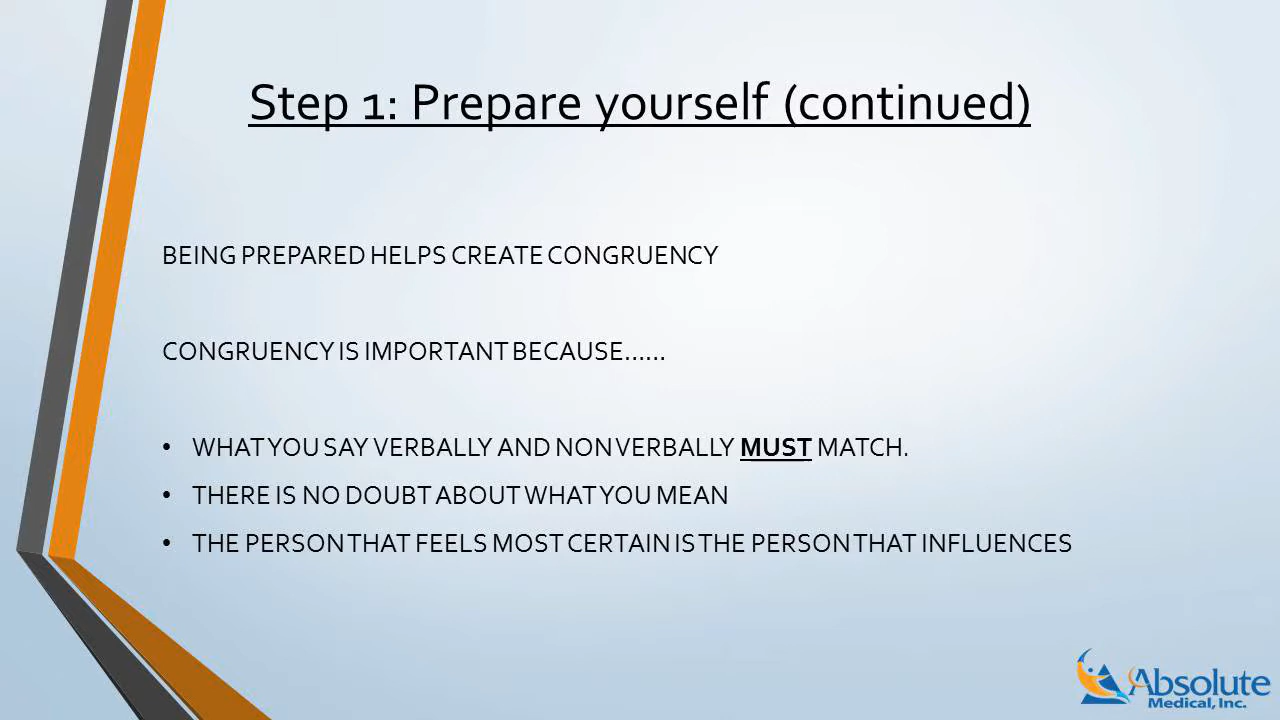 Step 1: Prepare yourself (continued)
BEING PREPARED HELPS CREATE CONGRUENCY
CONGRUENCY IS IMPORTANT BECAUSE......
• WHAT YOU SAY VERBALLY AND NON VERBALLY MUST MATCH.
• THERE IS NO DOUBT ABOUT WHAT YOU MEAN
• THE PERSON THAT FEELS MOST CERTAIN IS THE PERSON THAT INFLUENCES
Absolute
Medical, Inc.